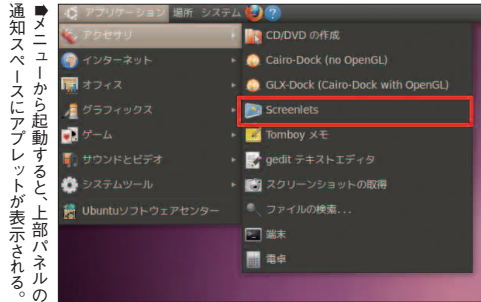 ➡メニューから起動すると、上部パネルの
通知スペースにアプレットが表示される。
アプリケーション 場所 システム
アクセサリ
インターネット
オフィス
グラフィックス
ゲーム
サウンドとビデオ
システムツール
Ubuntuソフトウェアセンター
CD/DVD の作成
Cairo-Dock (no OpenGL)
GLX-Dock (Cairo-Dock with OpenGL)
Screenlets
Tomboy メモ
gedit テキストエディタ
スクリーンショットの取得
ファイルの検索...
端末
電卓